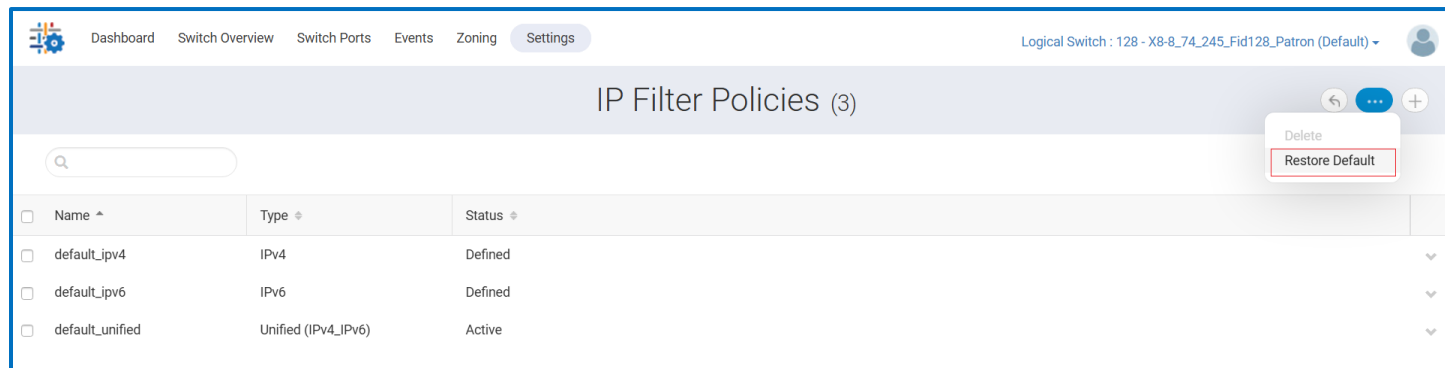 Dashboard Switch Overview Switch Ports Events Zoning Settings Logical Switch : 128 - X8-8_74_245_Fid128_Patron (Default)
IP Filter Policies (3)
Delete
Restore Default
Name Type Status
default_ipv4 IPv4 Defined
default_ipv6 IPv6 Defined
default_unified Unified (IPv4_IPv6) Active